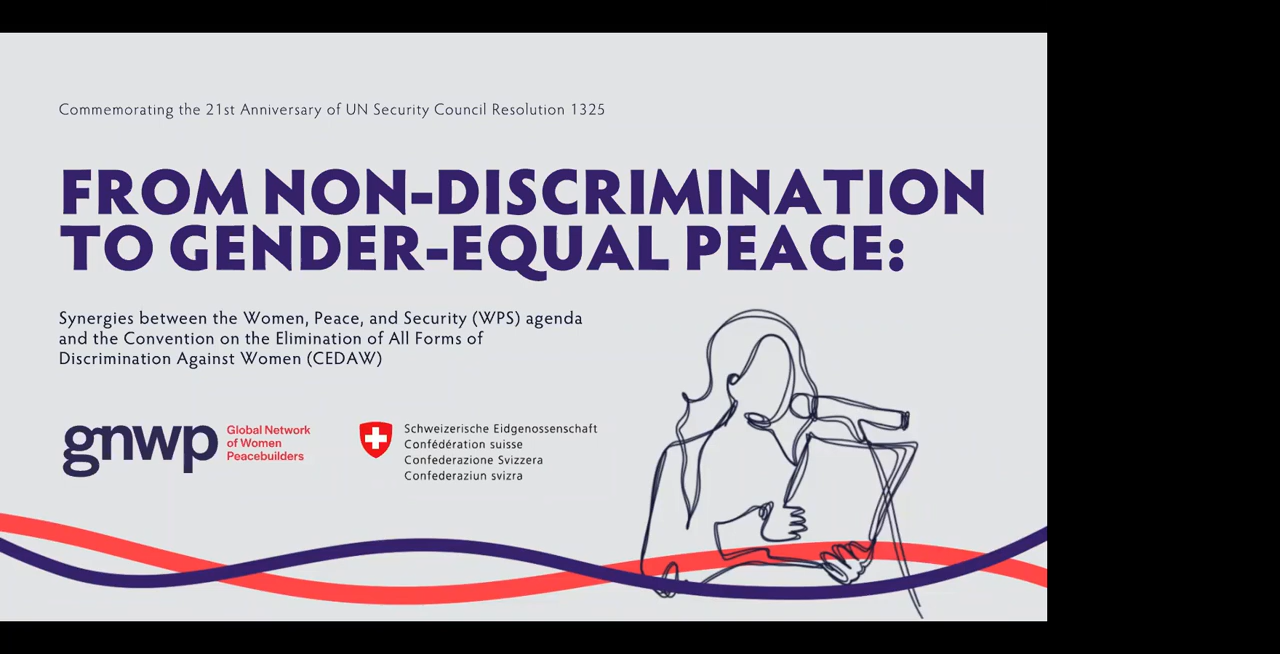 Commemorating the 21st Anniversary of UN Security Council Resolution 1325
FROM NON-DISCRIMINATION
TO GENDER-EQUAL PEACE:
Synergies between the Women, Peace, and Security (WPS) agenda
and the Convention on the Elimination of All Forms of
Discrimination Against Women (CEDAW)
gnwp
Global Network
of Women
Peacebuilders
Schweizerische Eidgenossenschaft
Confédération suisse
Confederazione Svizzera
Confederaziun svizra